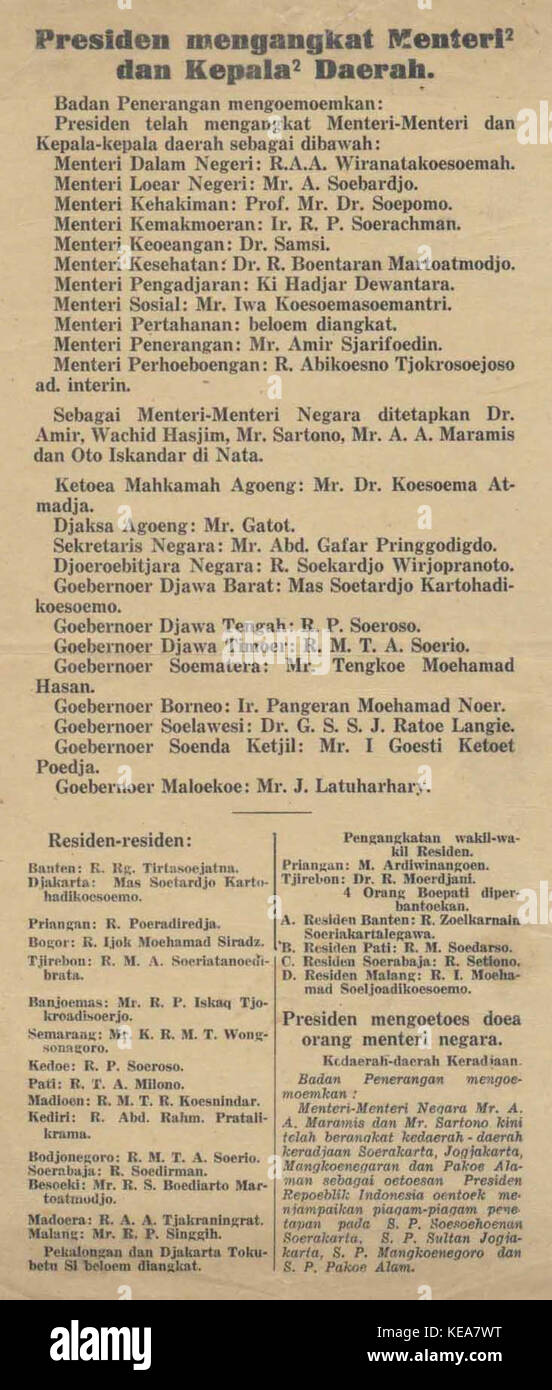 Presiden mengangkat Menteri²
dan Kepala² Daerah.
Badan Penerangan mengoemoemkan:
Presiden telah mengangkat Menteri-Menteri dan
Kepala-kepala daerah sebagai dibawah:
Menteri Dalam Negeri: R.A.A. Wiranatakoesoemah.
Menteri Loear Negeri: Mr. A. Soebardjo.
Menteri Kehakiman: Prof. Mr. Dr. Soepomo.
Menteri Kemakmoeran: Ir. R. P. Soerachman.
Menteri Keoeangan: Dr. Samsi.
Menteri Kesehatan: Dr. R. Boentaran Martoatmodjo.
Menteri Pengadjaran: Ki Hadjar Dewantara.
Menteri Sosial: Mr. Iwa Koesoemasoemantri.
Menteri Pertahanan: beloem diangkat.
Menteri Penerangan: Mr. Amir Sjarifoedin.
Menteri Perhoeboengan: R. Abikoesno Tjokrosoejoso
ad. interin.
Sebagai Menteri-Menteri Negara ditetapkan Dr.
Amir, Wachid Hasjim, Mr. Sartono, Mr. A. A. Maramis
dan Oto Iskandar di Nata.
Ketoea Mahkamah Agoeng: Mr. Dr. Koesoema At-
madja.
Djaksa Agoeng: Mr. Gatot.
Sekretaris Negara: Mr. Abd. Gafar Pringgodigdo.
Djoeroebitjara Negara: R. Soekardjo Wirjopranoto.
Goebernoer Djawa Barat: Mas Soetardjo Kartohadi-
koesoemo.
Goebernoer Djawa Tengah: R. P. Soeroso.
Goebernoer Djawa Timoer: R. M. T. A. Soerio.
Goebernoer Soematera: Mr. Tengkoe Moehamad
Hasan.
Goebernoer Borneo: Ir. Pangeran Moehamad Noer.
Goebernoer Soelawesi: Dr. G. S. S. J. Ratoe Langie.
Goebernoer Soenda Ketjil: Mr. I Goesti Ketoet
Poedja.
Goebernoer Maloekoe: Mr. J. Latuharhary.
Residen-residen:
Banten: R. Rg. Tirtasoejatna.
Djakarta: Mas Soetardjo Karto-
hadikoesoemo.
Priangan: R. Poeradiredja.
Bogor: R. Ijok Moehamad Siradz.
Tjirebon: R. M. A. Soeriatanoedi-
brata.
Banjoemas: Mr. R. P. Iskaq Tjo-
kroadisoerjo.
Semarang: Mr K. R. M. T. Wong-
sonagoro.
Kedoe: R. P. Soeroso.
Pati: R. T. A. Milono.
Madioen: R. M. T. R. Koesnindar.
Kediri: R. Abd. Rahm. Pratali-
krama.
Bodjonegoro: R. M. T. A. Soerio.
Soerabaja: R. Soedirman.
Besoeki: Mr. R. S. Boediarto Mar-
toatmodjo.
Madoera: R. A. A. Tjakraningrat.
Malang: Mr. R. P. Singgih.
Pekalongan dan Djakarta Toku-
betu Si beloem diangkat.
Pengangkatan wakil-wa-
kil Residen.
Priangan: M. Ardiwinangoen.
Tjirebon: Dr. R. Moerdjani.
4 Orang Boepati diper-
bantoekan.
A. Residen Banten: R. Zoelkarnain
Soeriakartalegawa.
B. Residen Pati: R. M. Soedarso.
C. Residen Soerabaja: R. Setiono.
D. Residen Malang: R. I. Moeha-
mad Soeljoadikoesoemo.
Presiden mengoetoes doea
orang menteri negara.
Kedaerah-daerah Keradjaan.
Badan Penerangan mengoe-
moemkan:
Menteri-Menteri Negara Mr. A.
A. Maramis dan Mr. Sartono kini
telah berangkat kedaerah-daerah
keradjaan Soerakarta, Jogjakarta,
Mangkoenegaran dan Pakoe Ala-
man sebagai oetoesan Presiden
Repoeblik Indonesia oentoek me-
njampaikan piagam-piagam pene-
tapan pada S. P. Soesoehoenan
Soerakarta, S. P. Sultan Jogja-
karta, S. P. Mangkoenegoro dan
S. P. Pakoe Alam.
alamy
alamy
Image ID: KEA7WT
www.alamy.com